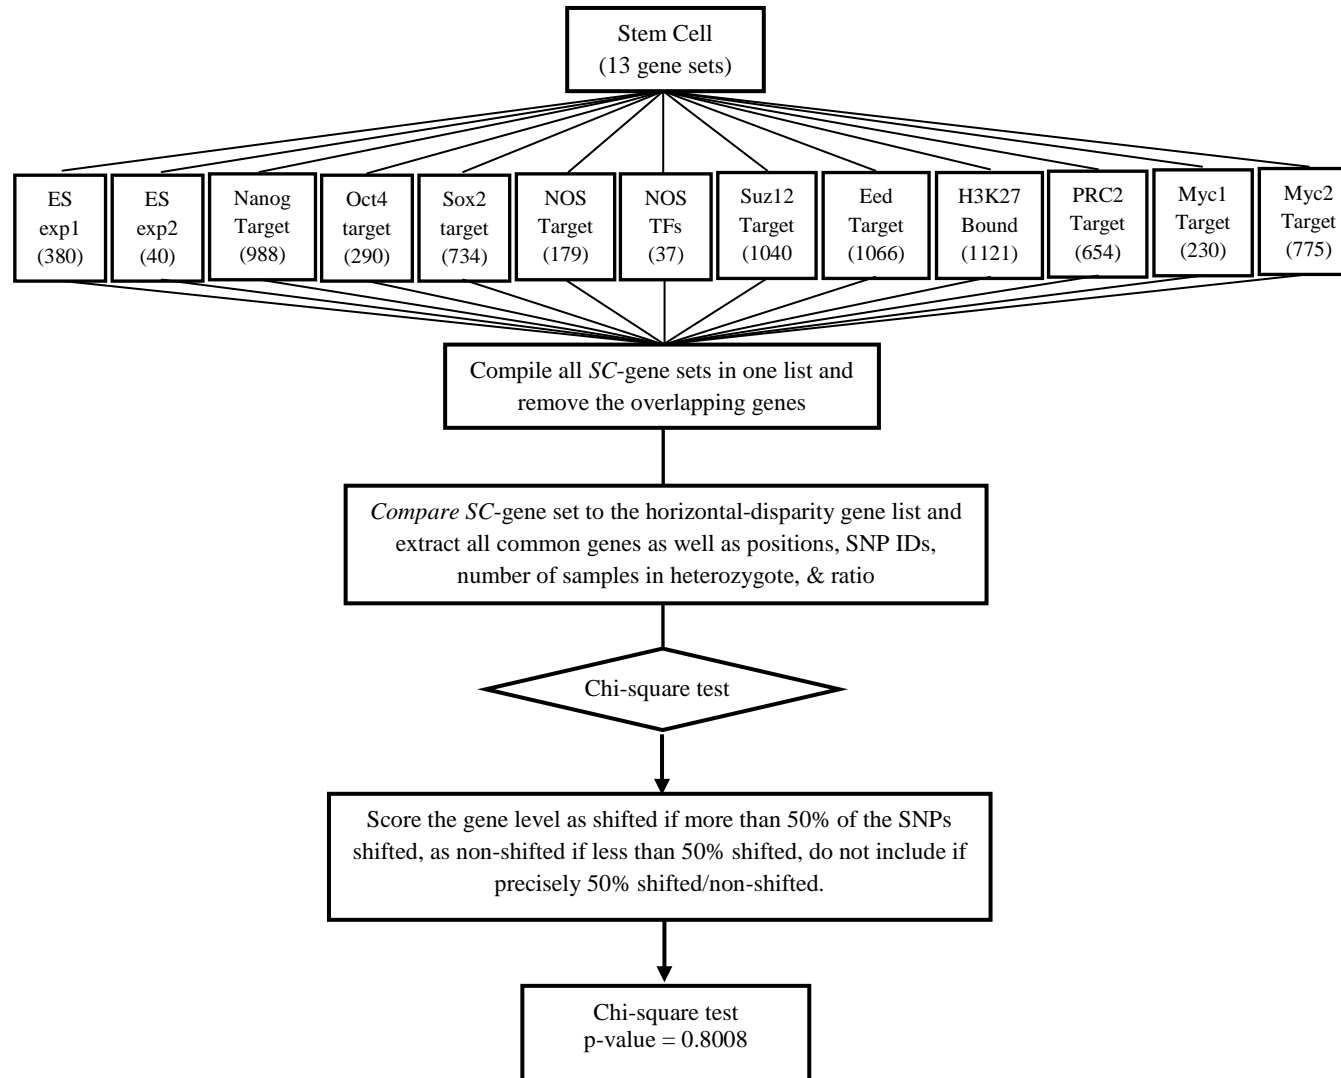 Stem Cell
(13 gene sets)
ES
exp1
(380)
ES
exp2
(40)
Nanog
Target
(988)
Oct4
target
(290)
Sox2
target
(734)
NOS
Target
(179)
NOS
TFs
(37)
Suz12
Target
(1040
Eed
Target
(1066)
H3K27
Bound
(1121)
PRC2
Target
(654)
Myc1
Target
(230)
Myc2
Target
(775)
Compile all SC-gene sets in one list and
remove the overlapping genes
Compare SC-gene set to the horizontal-disparity gene list and
extract all common genes as well as positions, SNP IDs,
number of samples in heterozygote, & ratio
Chi-square test
Score the gene level as shifted if more than 50% of the SNPs
shifted, as non-shifted if less than 50% shifted, do not include if
precisely 50% shifted/non-shifted.
Chi-square test
p-value = 0.8008